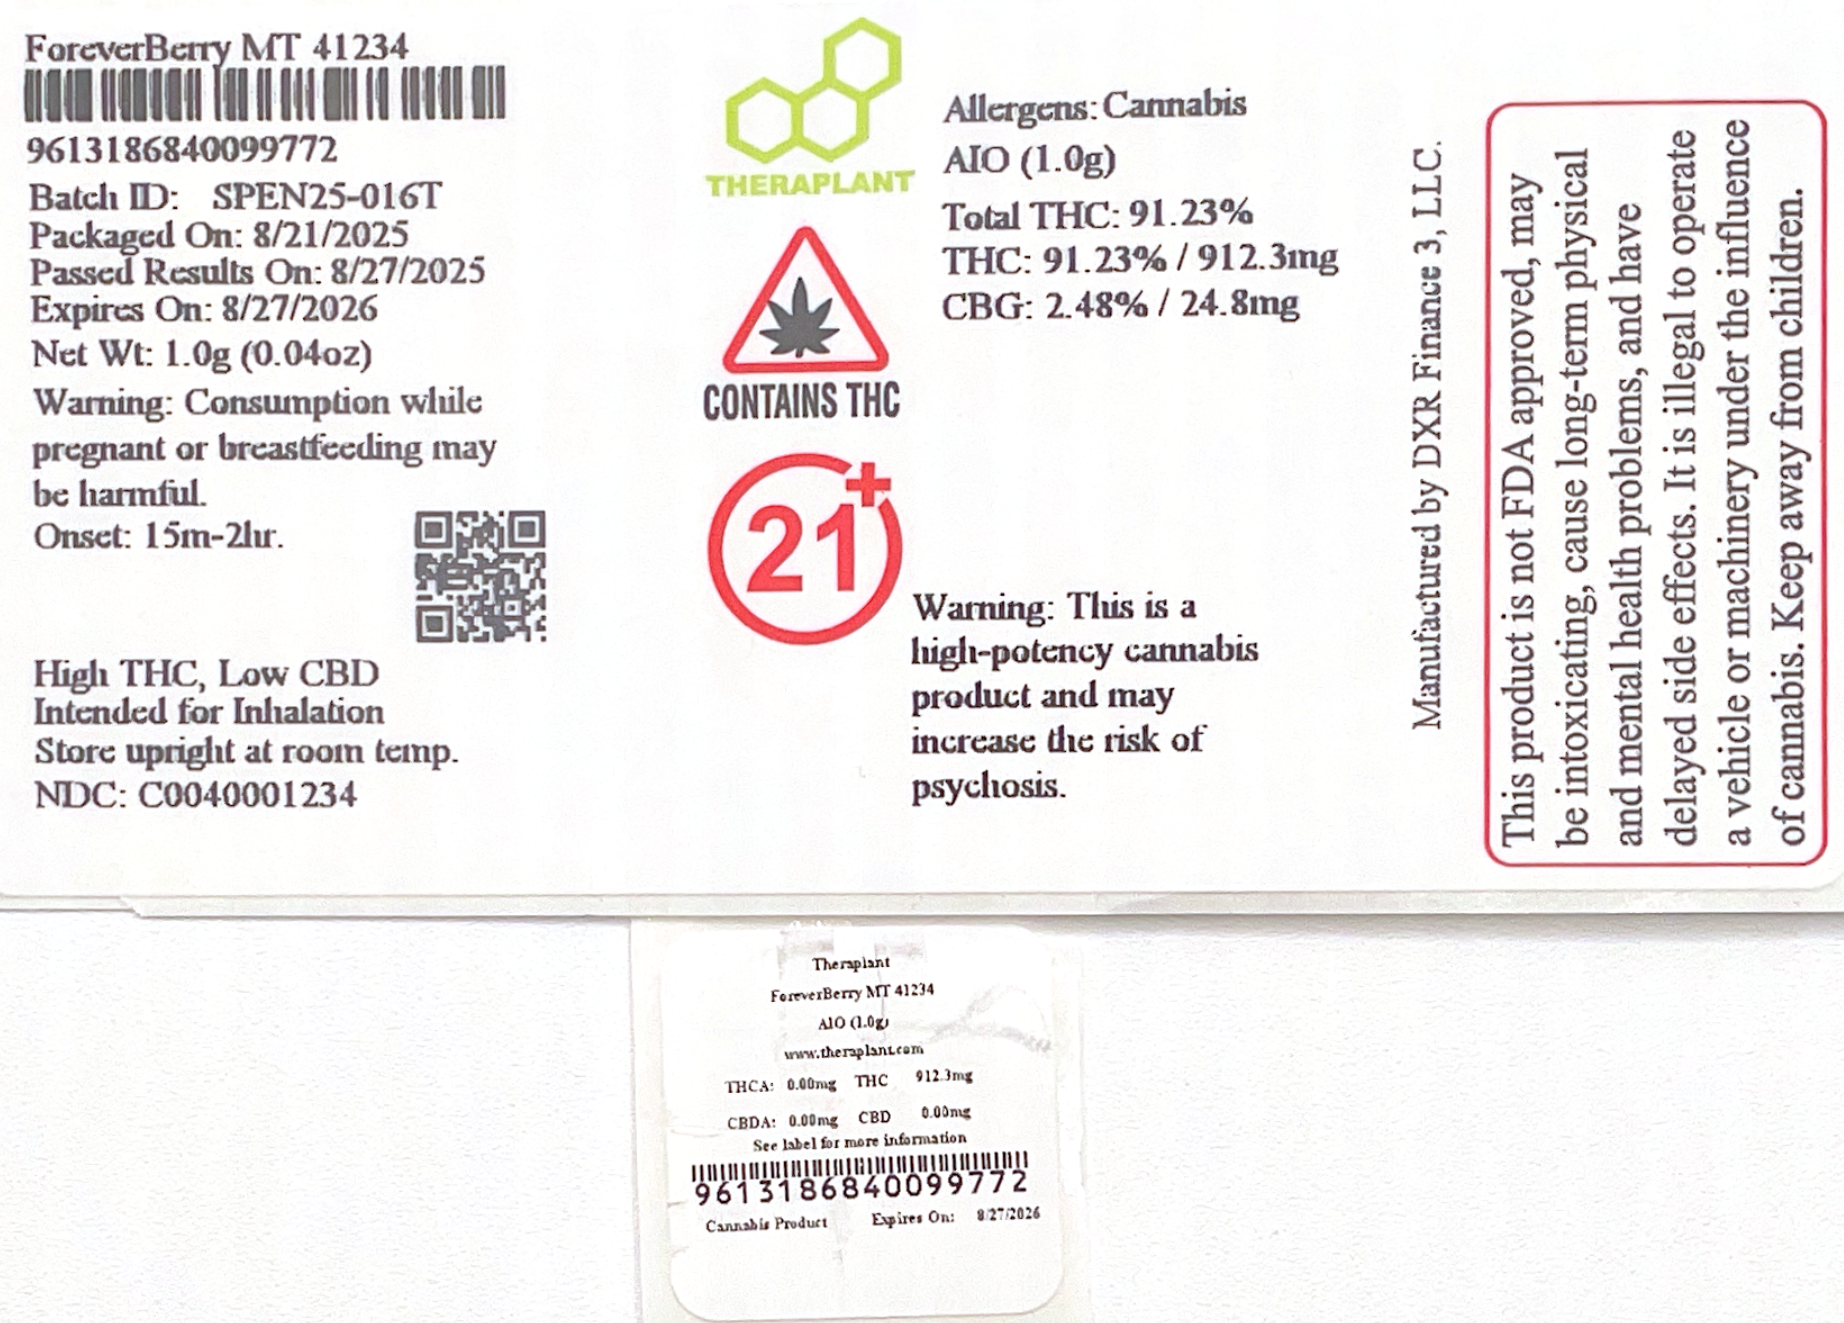 ForeverBerry MT 41234
9613186840099772
Batch ID: SPEN25-016T
Packaged On: 8/21/2025
Passed Results On: 8/27/2025
Expires On: 8/27/2026
Net Wt: 1.0g (0.04oz)
Warning: Consumption while
pregnant or breastfeeding may
be harmful.
Onset: 15m-2hr.
High THC, Low CBD
Intended for Inhalation
Store upright at room temp.
NDC: C0040001234
THERAPLANT
CONTAINS THC
21+
Allergens: Cannabis
AIO (1.0g)
Total THC: 91.23%
THC: 91.23% / 912.3mg
CBG: 2.48% / 24.8mg
Warning: This is a
high-potency cannabis
product and may
increase the risk of
psychosis.
Manufactured by DXR Finance 3, LLC.
This product is not FDA approved, may
be intoxicating, cause long-term physical
and mental health problems, and have
delayed side effects. It is illegal to operate
a vehicle or machinery under the influence
of cannabis. Keep away from children.
Theraplant
ForeverBerry MT 41234
AIO (1.0g)
www.theraplant.com
THCA: 0.00mg THC 912.3mg
CBDA: 0.00mg CBD 0.00mg
See label for more information
9613186840099772
Cannabis Product Expires On: 8/27/2026